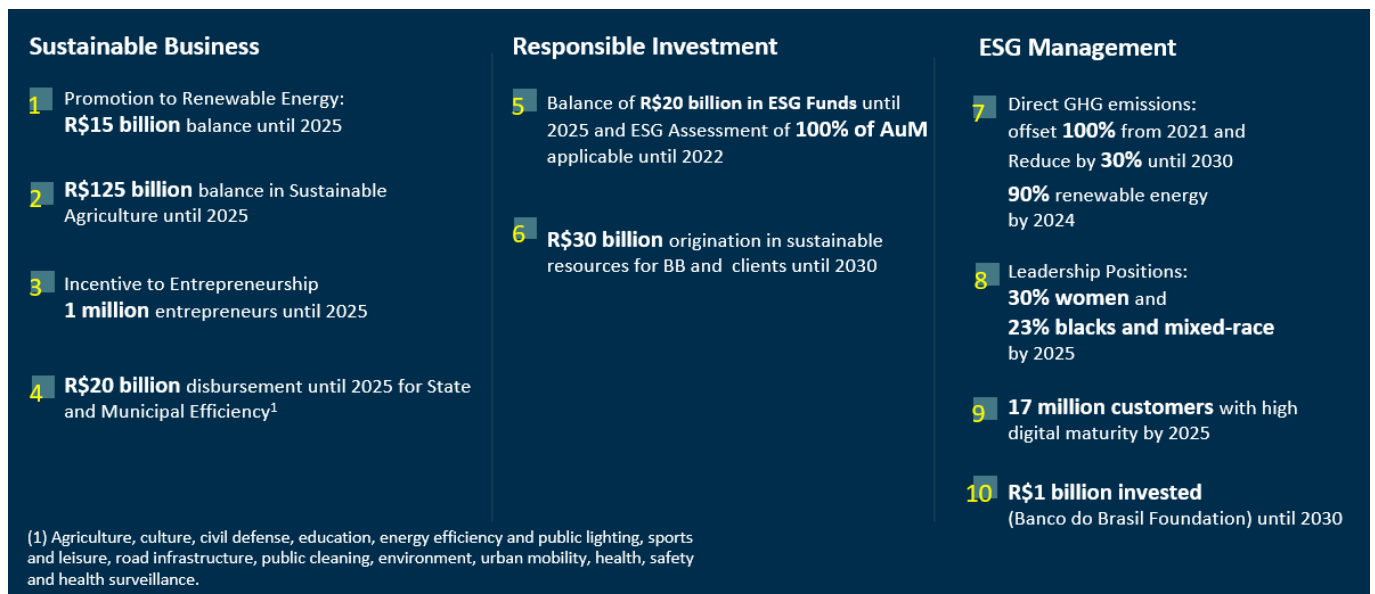 Sustainable Business
1
Promotion to Renewable Energy:
R$15 billion balance until 2025
2
R$125 billion balance in Sustainable
Agriculture until 2025
3
Incentive to Entrepreneurship
1 million entrepreneurs until 2025
4
R$20 billion disbursement until 2025 for State
and Municipal Efficiency¹
Responsible Investment
5
Balance of R$20 billion in ESG Funds until
2025 and ESG Assessment of 100% of AuM
applicable until 2022
6
R$30 billion origination in sustainable
resources for BB and clients until 2030
ESG Management
7
Direct GHG emissions:
offset 100% from 2021 and
Reduce by 30% until 2030
90% renewable energy
by 2024
8
Leadership Positions:
30% women and
23% blacks and mixed-race
by 2025
9
17 million customers with high
digital maturity by 2025
10
R$1 billion invested
(Banco do Brasil Foundation) until 2030
(1) Agriculture, culture, civil defense, education, energy efficiency and public lighting, sports
and leisure, road infrastructure, public cleaning, environment, urban mobility, health, safety
and health surveillance.